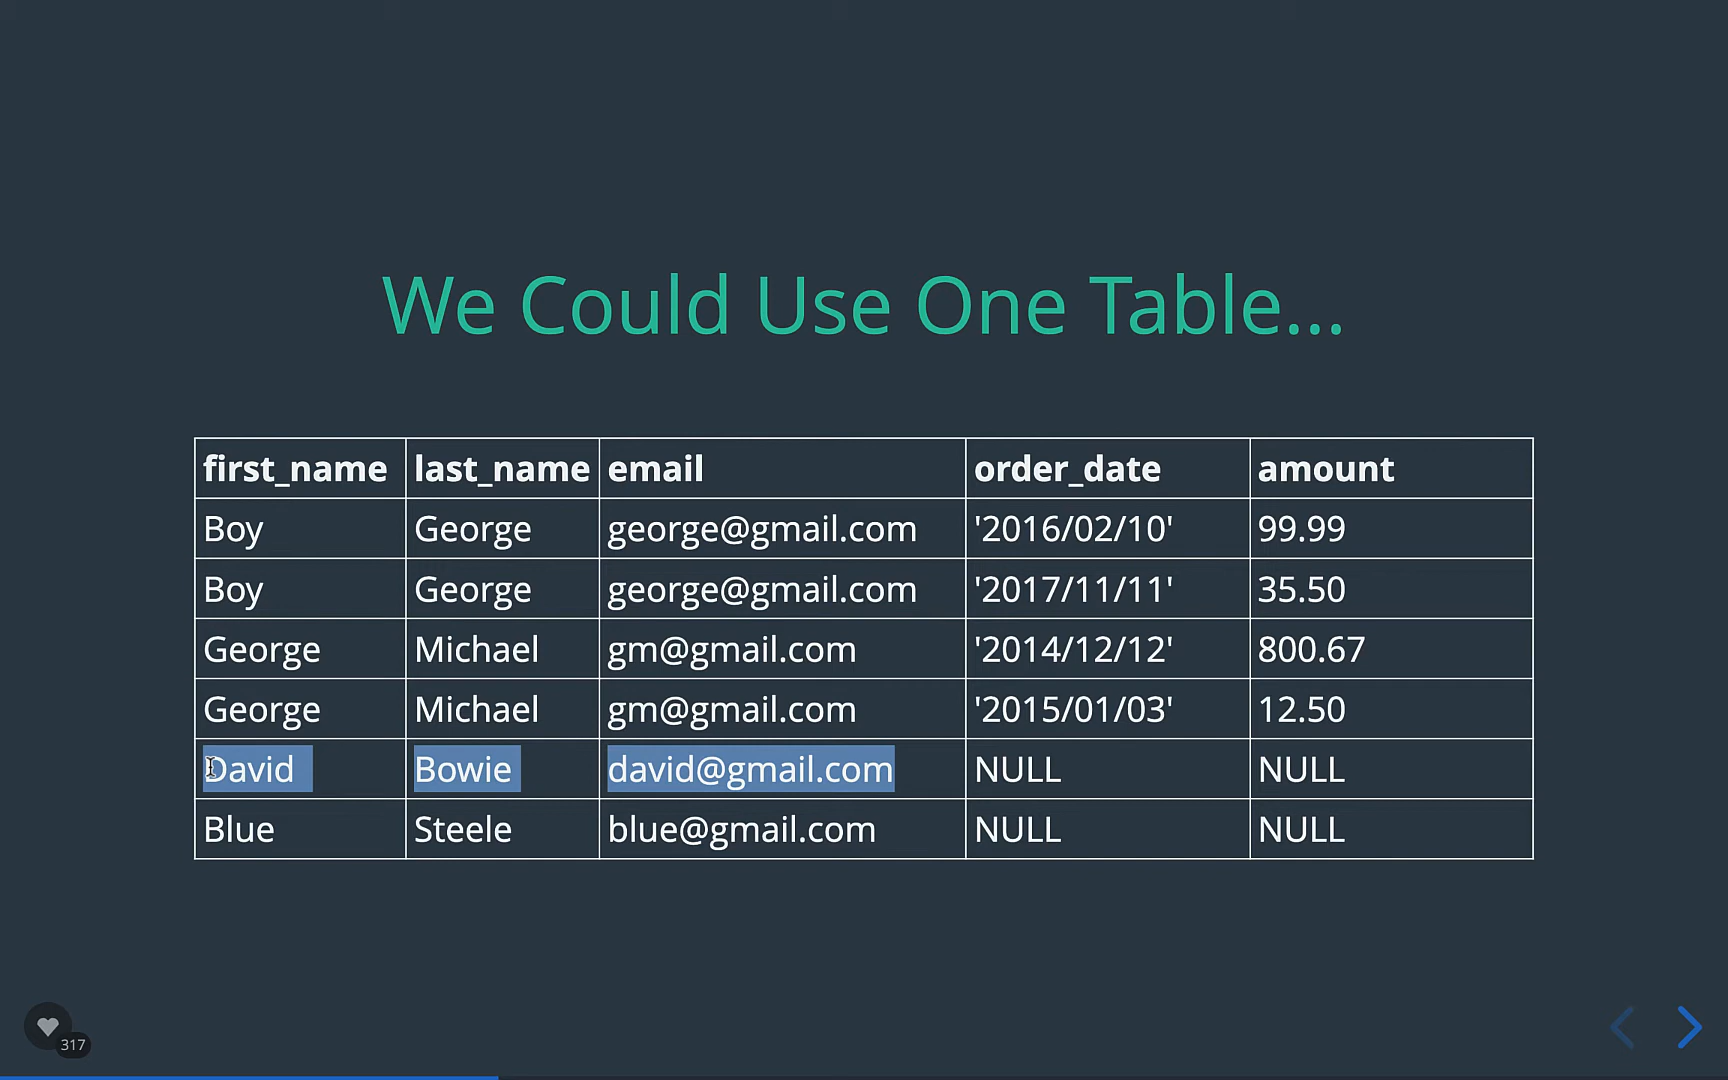 We Could Use One Table...
first_name last_name email order_date amount
Boy George george@gmail.com '2016/02/10' 99.99
Boy George george@gmail.com '2017/11/11' 35.50
George Michael gm@gmail.com '2014/12/12' 800.67
George Michael gm@gmail.com '2015/01/03' 12.50
David Bowie david@gmail.com NULL NULL
Blue Steele blue@gmail.com NULL NULL
317